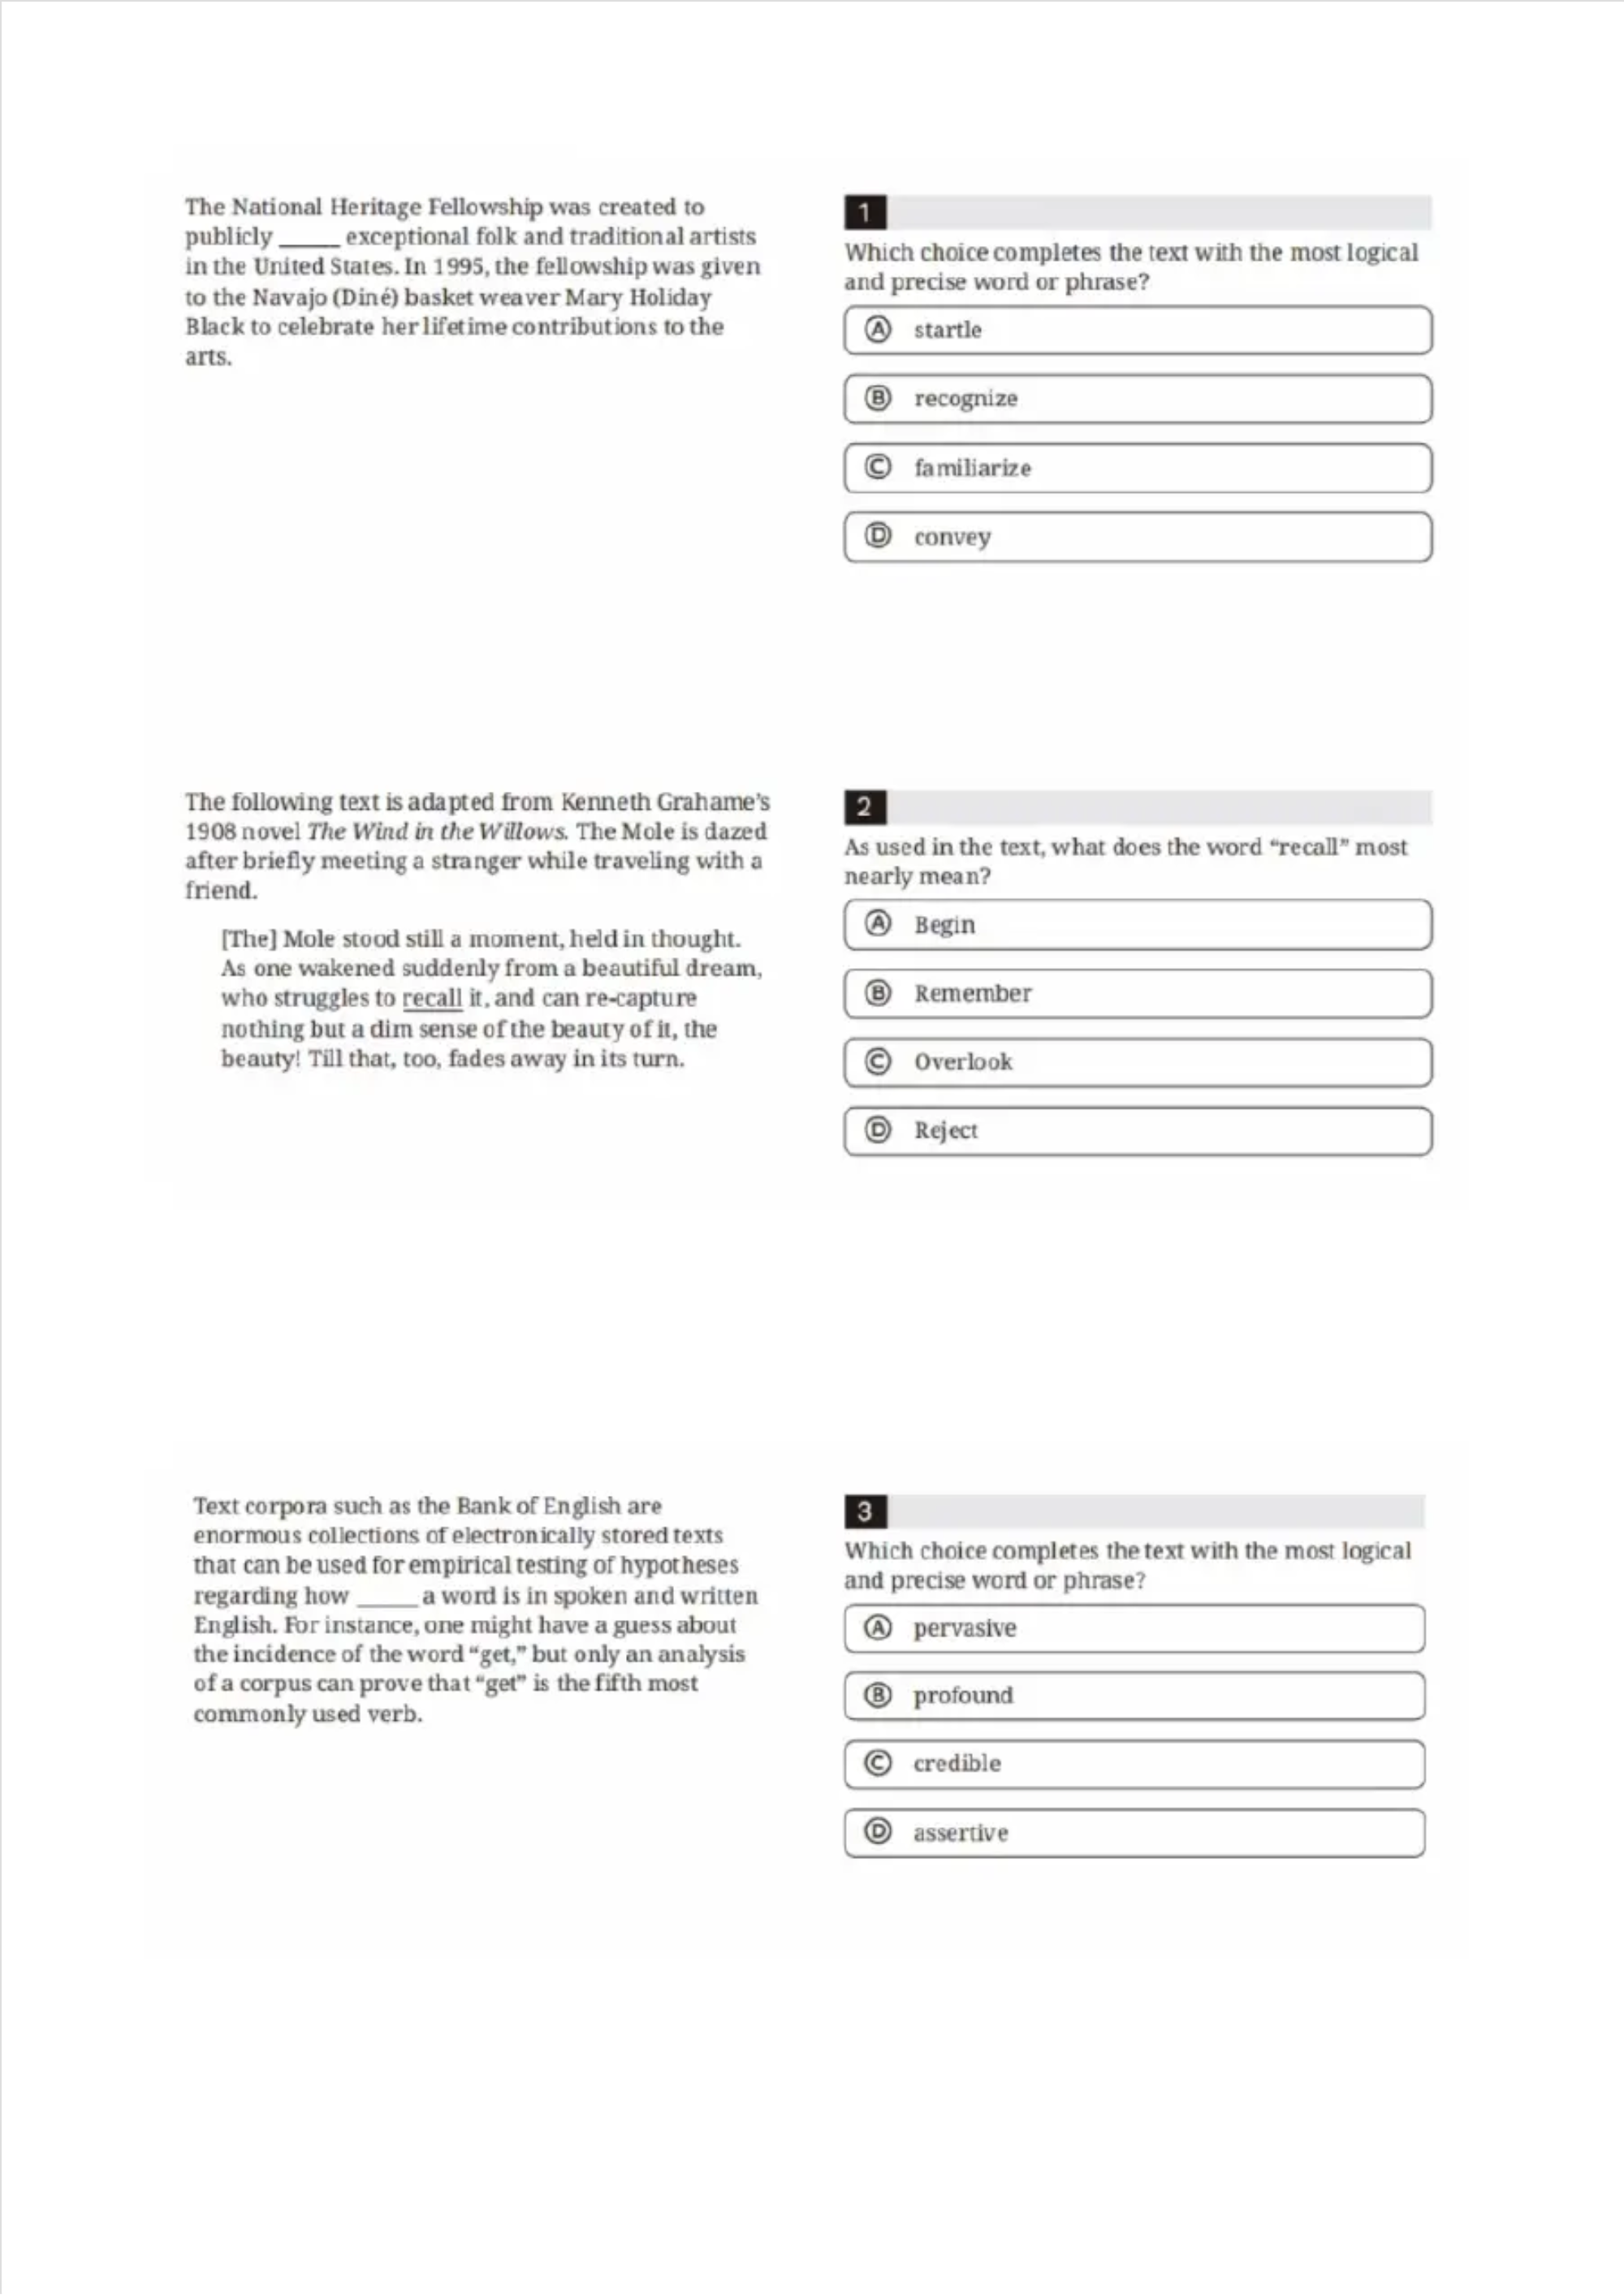 The National Heritage Fellowship was created to
publicly _____ exceptional folk and traditional artists
in the United States. In 1995, the fellowship was given
to the Navajo (Diné) basket weaver Mary Holiday
Black to celebrate her lifetime contributions to the
arts.
1
Which choice completes the text with the most logical
and precise word or phrase?
A startle
B recognize
C familiarize
D convey
The following text is adapted from Kenneth Grahame’s
1908 novel The Wind in the Willows. The Mole is dazed
after briefly meeting a stranger while traveling with a
friend.
[The] Mole stood still a moment, held in thought.
As one wakened suddenly from a beautiful dream,
who struggles to recall it, and can re-capture
nothing but a dim sense of the beauty of it, the
beauty! Till that, too, fades away in its turn.
2
As used in the text, what does the word “recall” most
nearly mean?
A Begin
B Remember
C Overlook
D Reject
Text corpora such as the Bank of English are
enormous collections of electronically stored texts
that can be used for empirical testing of hypotheses
regarding how _____ a word is in spoken and written
English. For instance, one might have a guess about
the incidence of the word “get,” but only an analysis
of a corpus can prove that “get” is the fifth most
commonly used verb.
3
Which choice completes the text with the most logical
and precise word or phrase?
A pervasive
B profound
C credible
D assertive